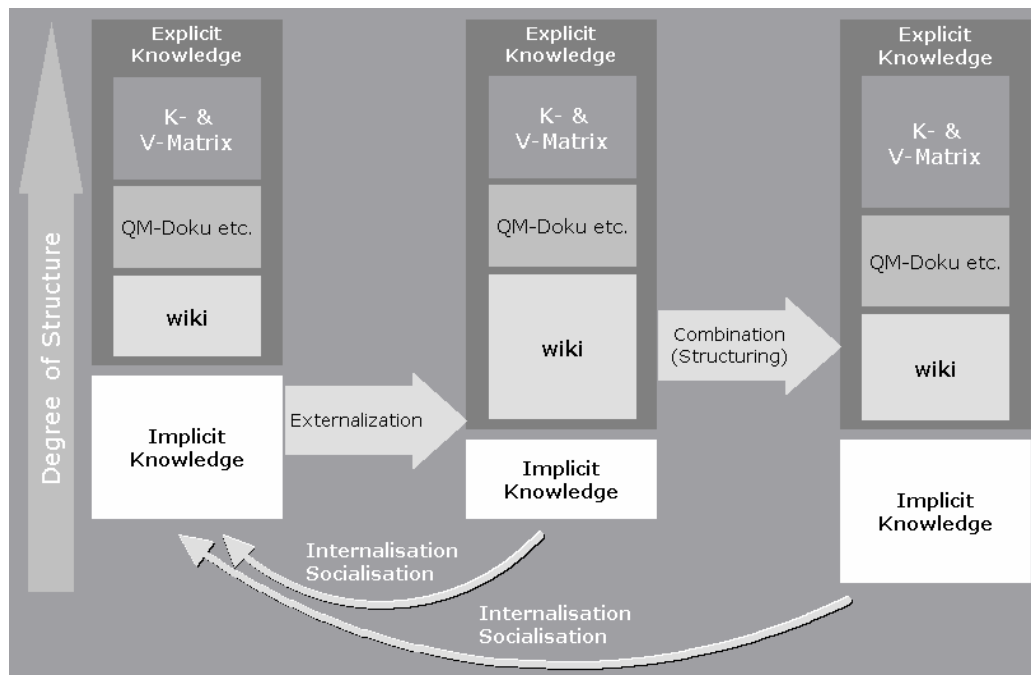 Degree of Structure
Explicit
Knowledge
K- &
V-Matrix
QM-Doku etc.
wiki
Implicit
Knowledge
Externalization
Explicit
Knowledge
K- &
V-Matrix
QM-Doku etc.
wiki
Implicit
Knowledge
Combination
(Structuring)
Explicit
Knowledge
K- &
V-Matrix
QM-Doku etc.
wiki
Implicit
Knowledge
Internalisation
Socialisation
Internalisation
Socialisation